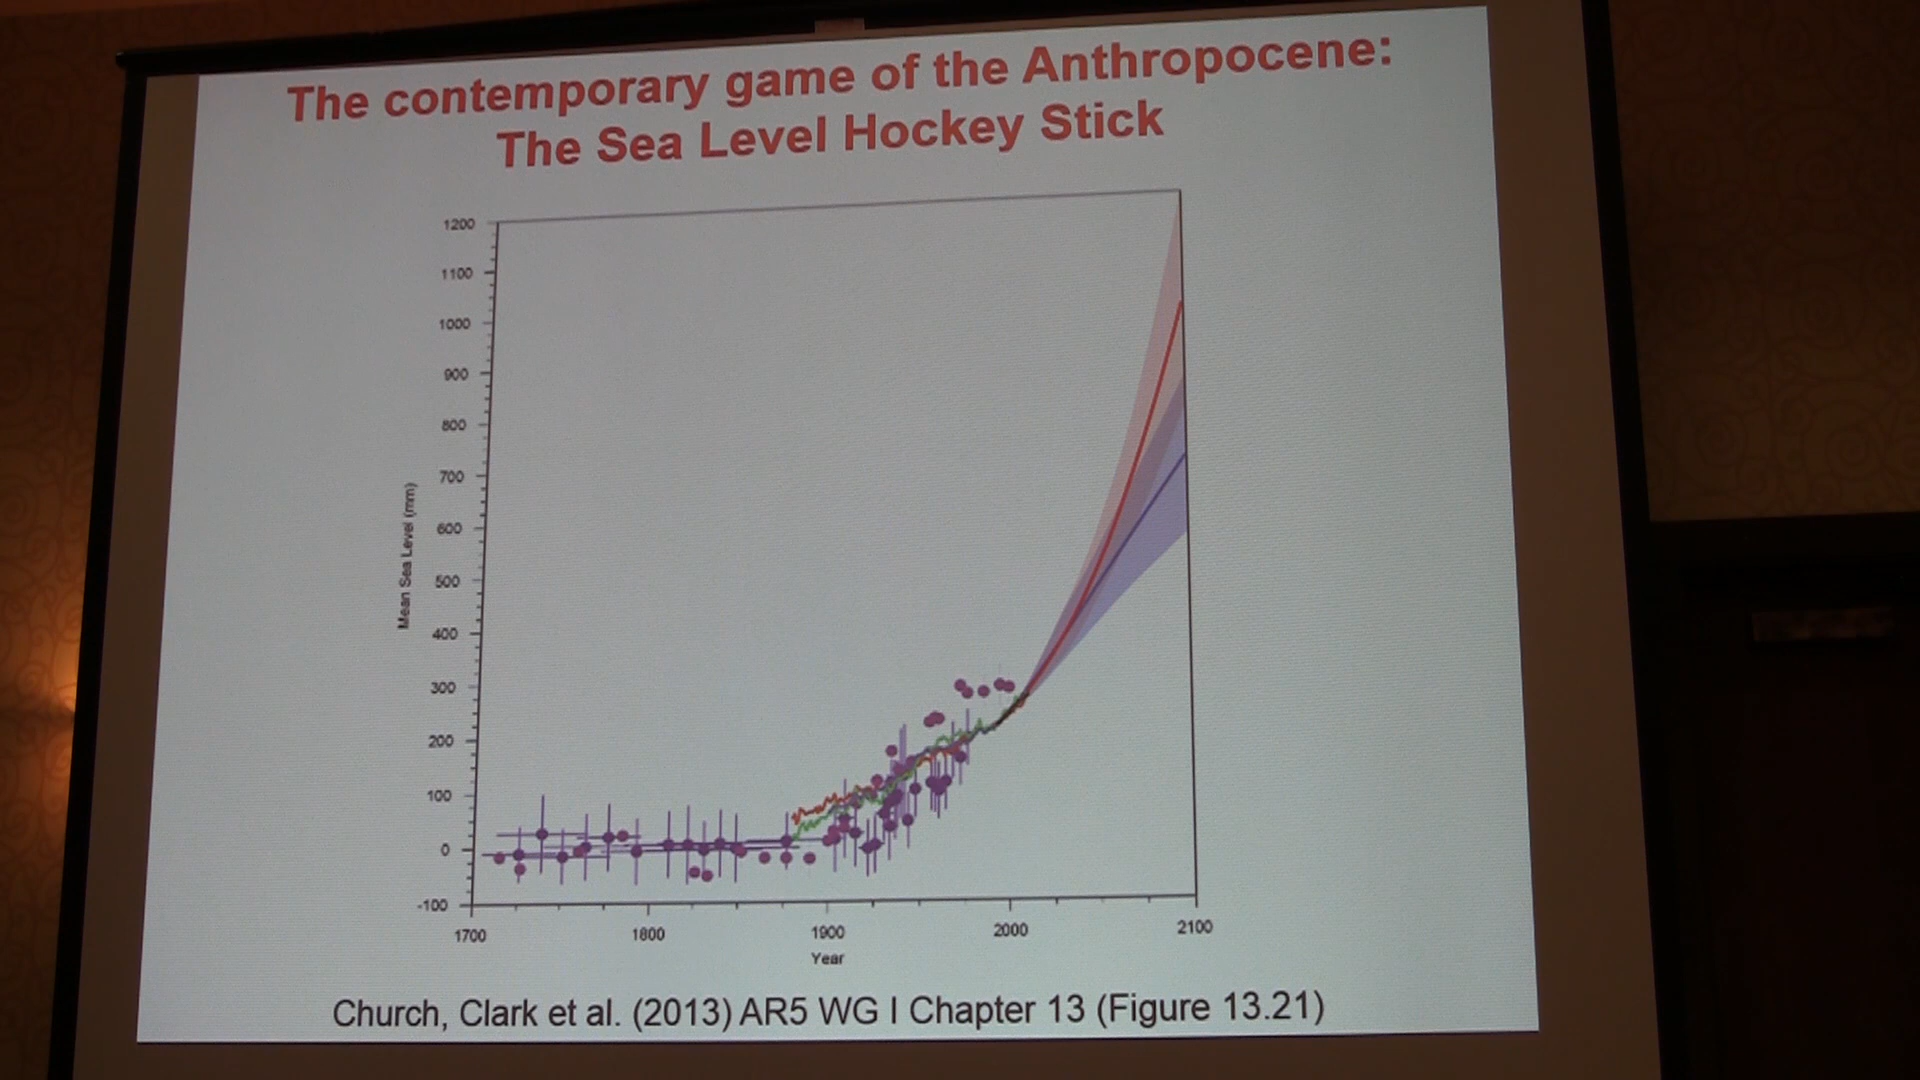 The contemporary game of the Anthropocene:
The Sea Level Hockey Stick
1200
1100
1000
900
800
700
600
500
400
300
200
100
0
-100
Mean Sea Level (mm)
1700 1800 1900 2000 2100
Year
Church, Clark et al. (2013) AR5 WG I Chapter 13 (Figure 13.21)